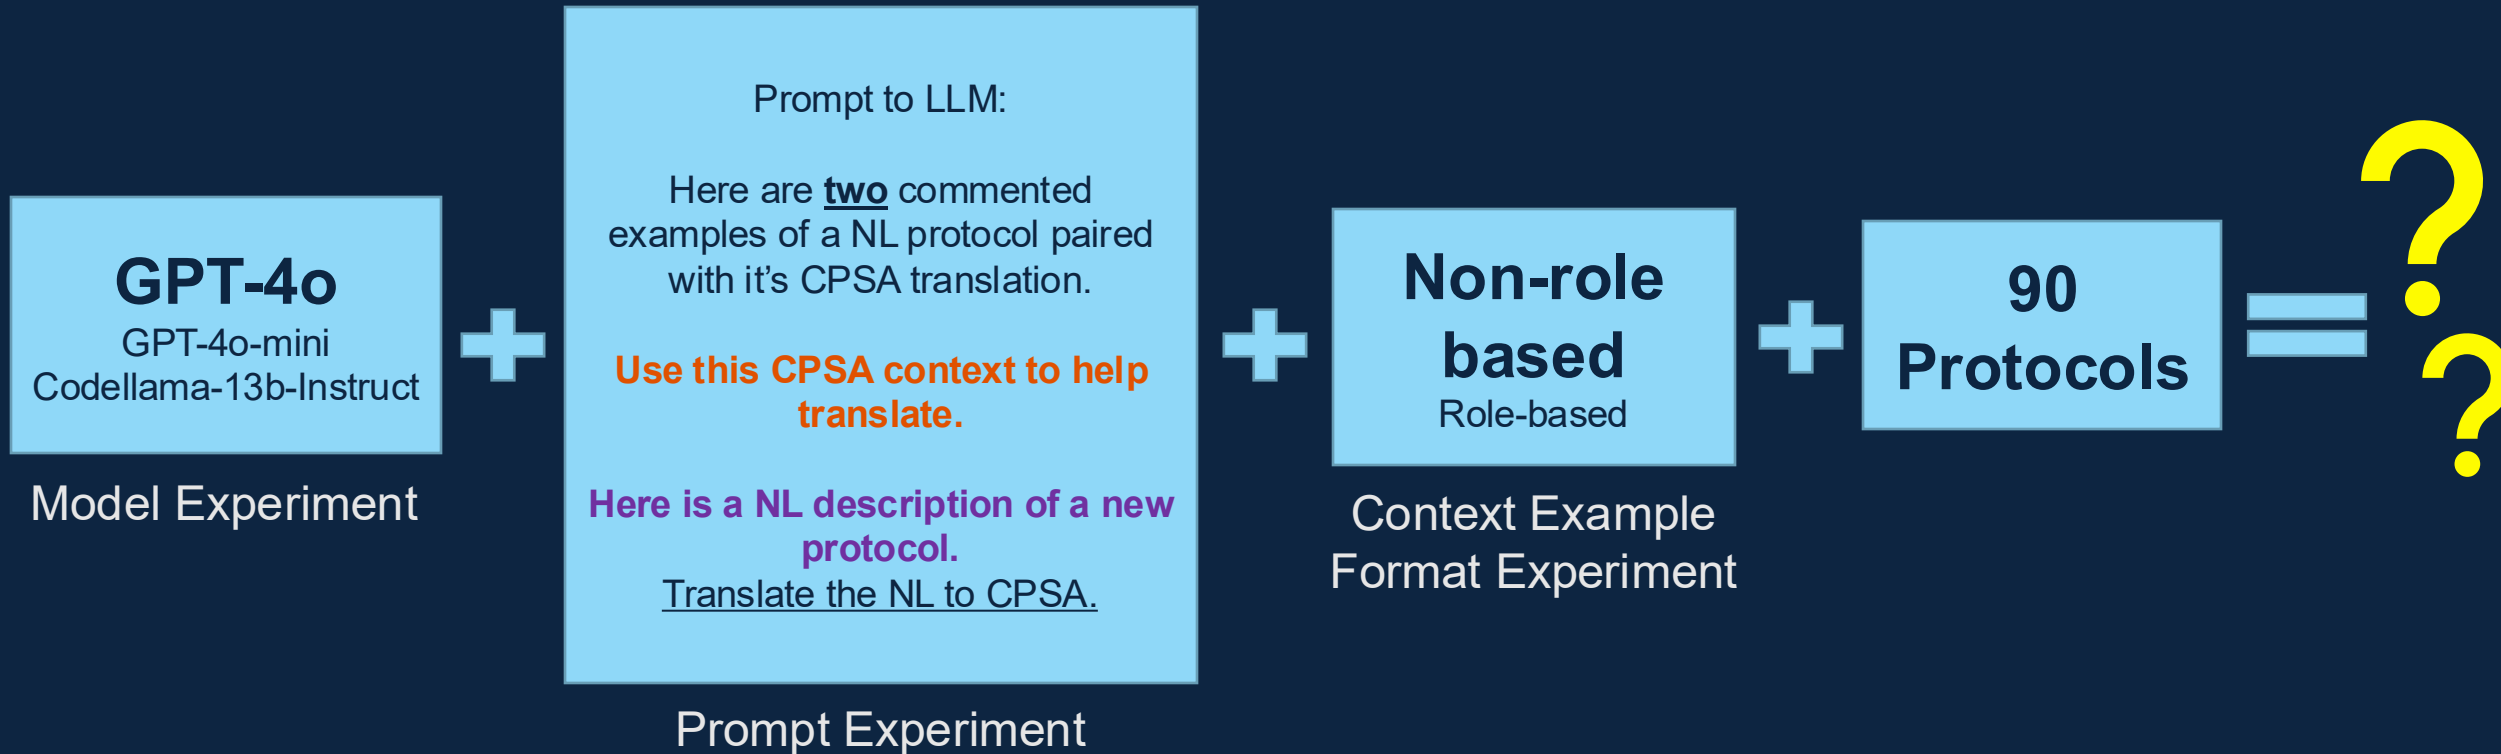 GPT-4o
GPT-4o-mini
Codellama-13b-Instruct
Model Experiment
Prompt to LLM:
Here are two commented
examples of a NL protocol paired
with it's CPSA translation.
Use this CPSA context to help
translate.
Here is a NL description of a new
protocol.
Translate the NL to CPSA.
Prompt Experiment
Non-role
based
Role-based
Context Example
Format Experiment
90
Protocols
?
?